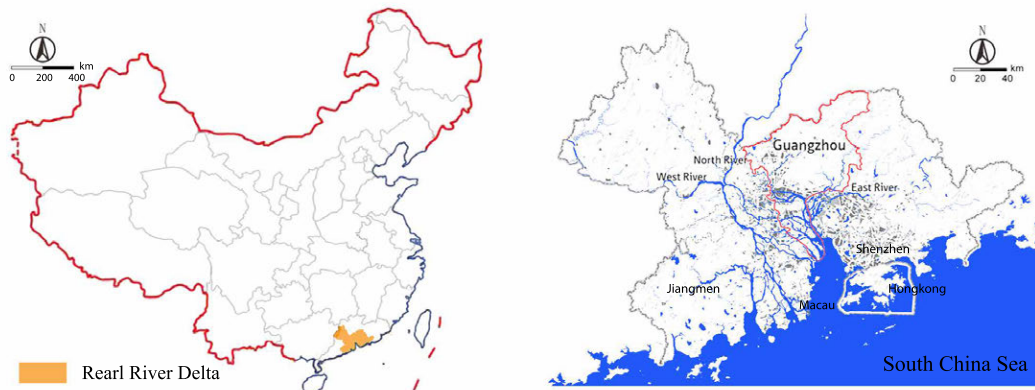 N
km
0 200 400
Rearl River Delta
N
km
0 20 40
Guangzhou
North River
West River
East River
Shenzhen
Jiangmen
Hongkong
Macau
South China Sea